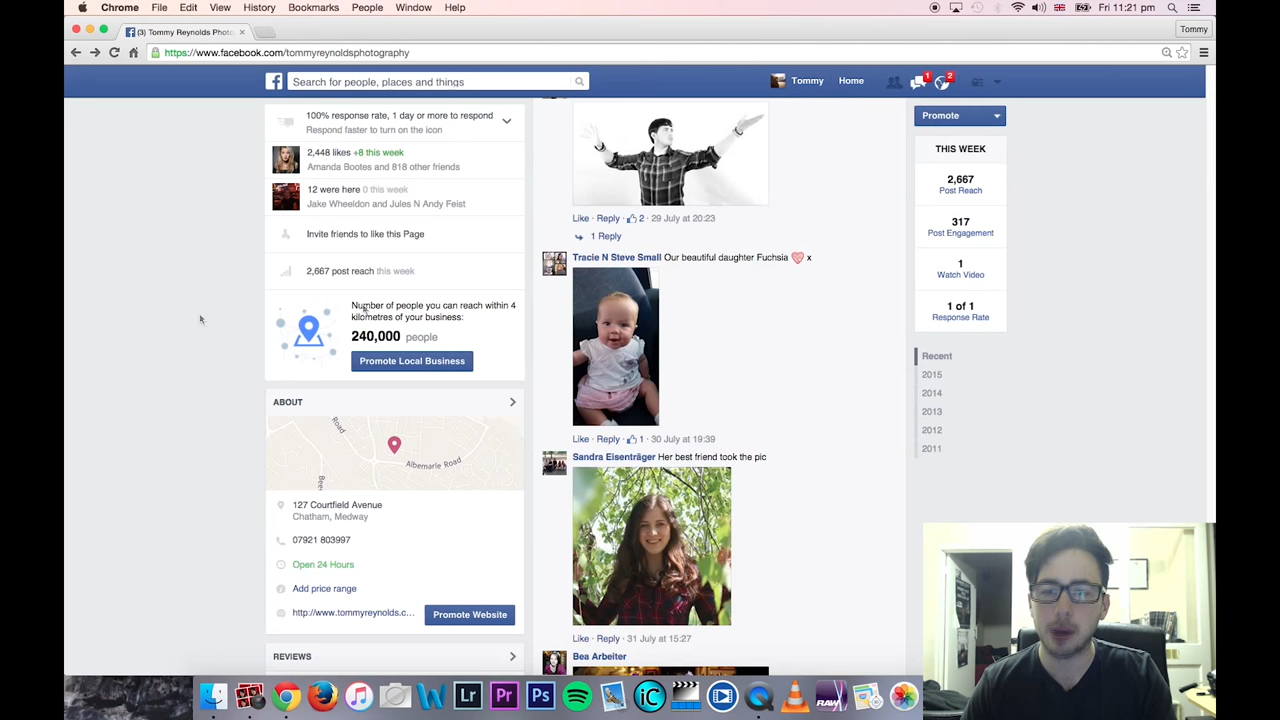 Chrome File Edit View History Bookmarks People Window Help
Fri 11:21 pm
(3) Tommy Reynolds Phot
Tommy
https://www.facebook.com/tommyreynoldsphotography
Search for people, places and things
Tommy Home
1
2
100% response rate, 1 day or more to respond
Respond faster to turn on the icon
2,448 likes +8 this week
Amanda Bootes and 818 other friends
12 were here 0 this week
Jake Wheeldon and Jules N Andy Feist
Invite friends to like this Page
2,667 post reach this week
Number of people you can reach within 4
kilometres of your business:
240,000 people
Promote Local Business
ABOUT
Road
Albemarle Road
127 Courtfield Avenue
Chatham, Medway
07921 803997
Open 24 Hours
Add price range
http://www.tommyreynolds.c...
Promote Website
REVIEWS
Like · Reply · 2 · 29 July at 20:23
1 Reply
Tracie N Steve Small Our beautiful daughter Fuchsia x
Like · Reply · 1 · 30 July at 19:39
Sandra Eisenträger Her best friend took the pic
Like · Reply · 31 July at 15:27
Bea Arbeiter
Promote
THIS WEEK
2,667
Post Reach
317
Post Engagement
1
Watch Video
1 of 1
Response Rate
Recent
2015
2014
2013
2012
2011
W
Lr
Pr
Ps
iC
RAW